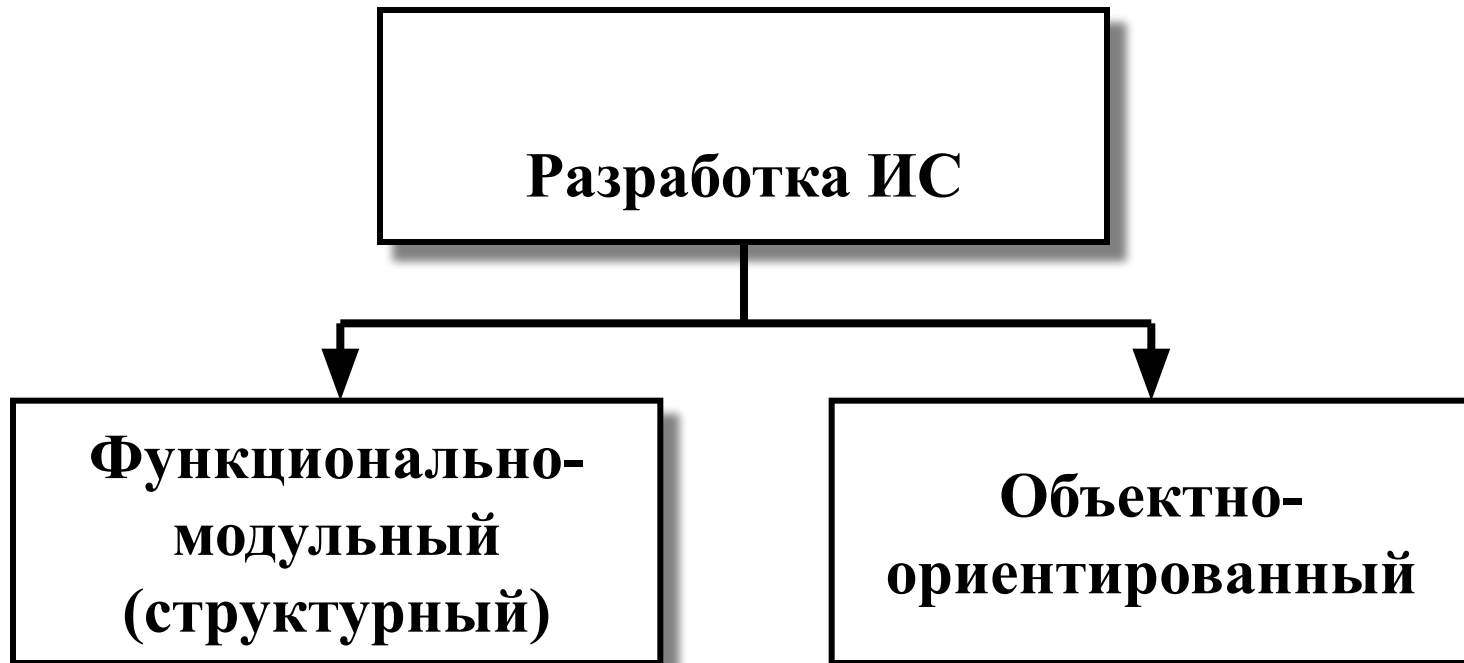 Разработка ИС
Функционально-
модульный
(структурный)
Объектно-
ориентированный